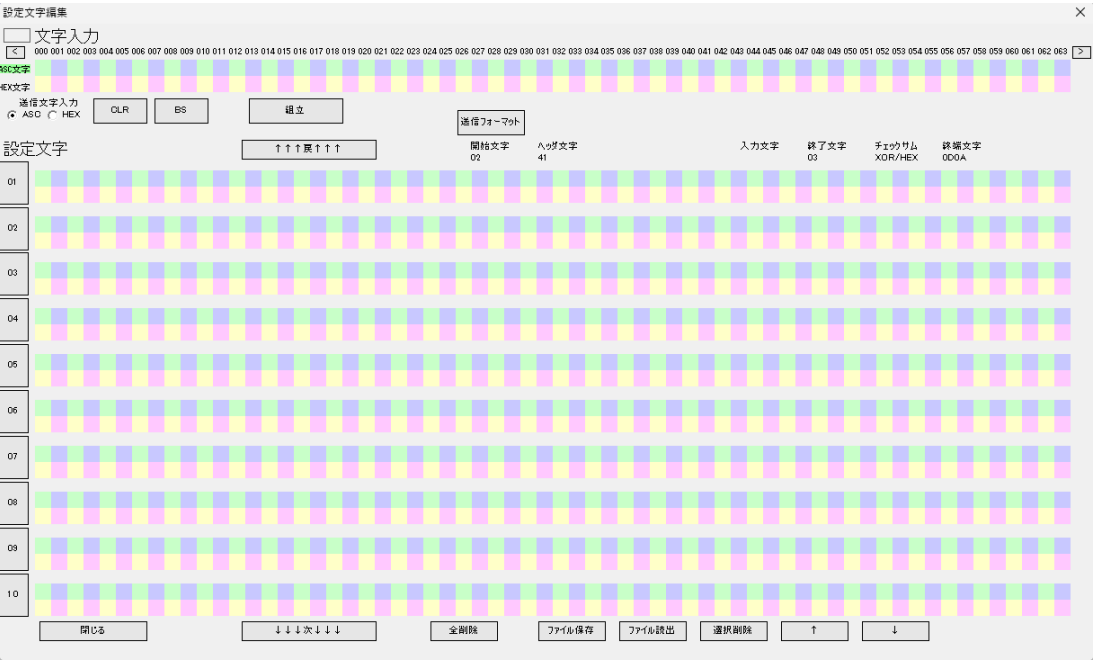 設定文字編集 ×
文字入力
< 000 001 002 003 004 005 006 007 008 009 010 011 012 013 014 015 016 017 018 019 020 021 022 023 024 025 026 027 028 029 030 031 032 033 034 035 036 037 038 039 040 041 042 043 044 045 046 047 048 049 050 051 052 053 054 055 056 057 058 059 060 061 062 063 >
ASC文字
HEX文字
送信文字入力
ASC HEX CLR BS 組立
送信フォーマット
設定文字 ↑↑↑戻↑↑↑ 開始文字 ヘッダ文字 入力文字 終了文字 チェックサム 終端文字
02 41 03 XOR/HEX 0D0A
01
02
03
04
05
06
07
08
09
10
閉じる ↓↓↓次↓↓↓ 全削除 ファイル保存 ファイル読出 選択削除 ↑ ↓